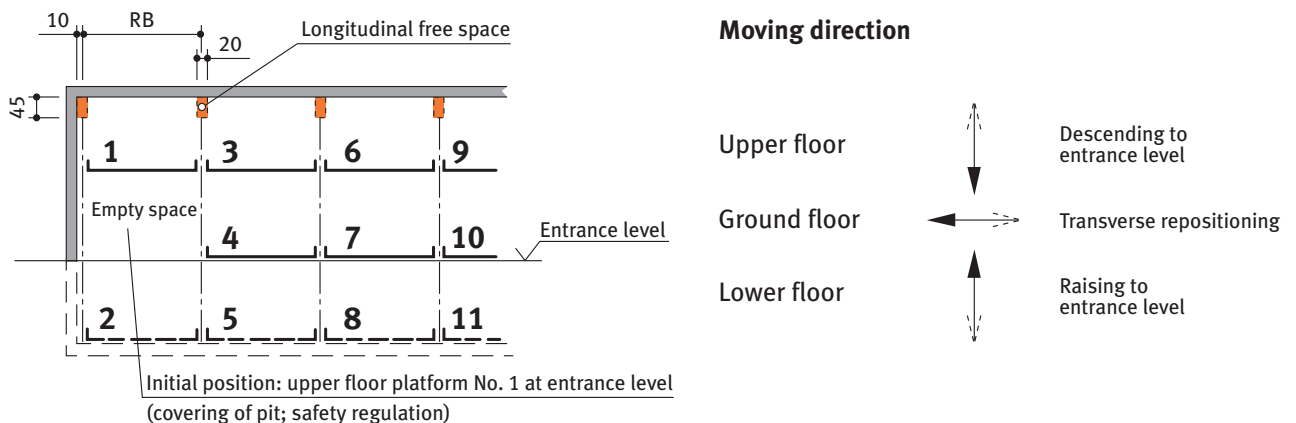 10
RB
Longitudinal free space
20
45
1
3
6
9
Empty space
4
7
10
Entrance level
2
5
8
11
Initial position: upper floor platform No. 1 at entrance level
(covering of pit; safety regulation)
Moving direction
Upper floor
Descending to
entrance level
Ground floor
Transverse repositioning
Lower floor
Raising to
entrance level